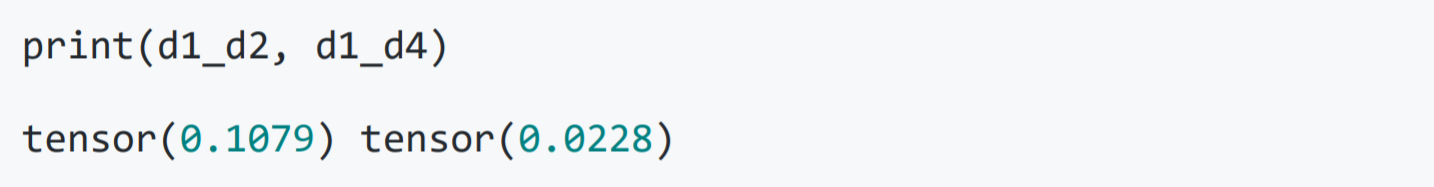 print(d1_d2, d1_d4)
tensor(0.1079) tensor(0.0228)